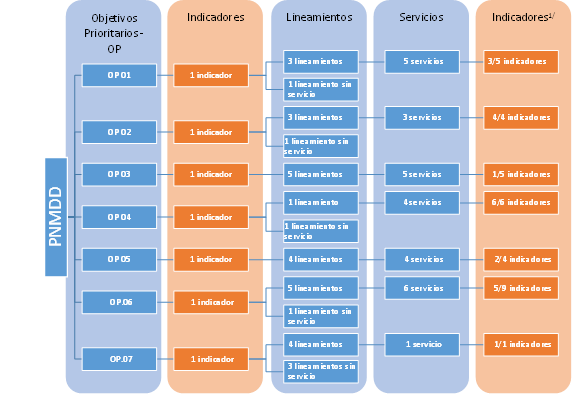 Objetivos Prioritarios- OP
Indicadores
Lineamientos
Servicios
Indicadores1/
PNMDD
OP.01
1 indicador
3 lineamientos
5 servicios
3/5 indicadores
1 lineamiento sin servicio
OP.02
1 indicador
3 lineamientos
3 servicios
4/4 indicadores
1 lineamiento sin servicio
OP.03
1 indicador
5 lineamientos
5 servicios
1/5 indicadores
OP.04
1 indicador
1 lineamiento
4 servicios
6/6 indicadores
1 lineamiento sin servicio
OP.05
1 indicador
4 lineamientos
4 servicios
2/4 indicadores
OP.06
1 indicador
5 lineamientos
6 servicios
5/9 indicadores
1 lineamiento sin servicio
OP.07
1 indicador
4 lineamientos
1 servicio
1/1 indicadores
3 lineamientos sin servicio